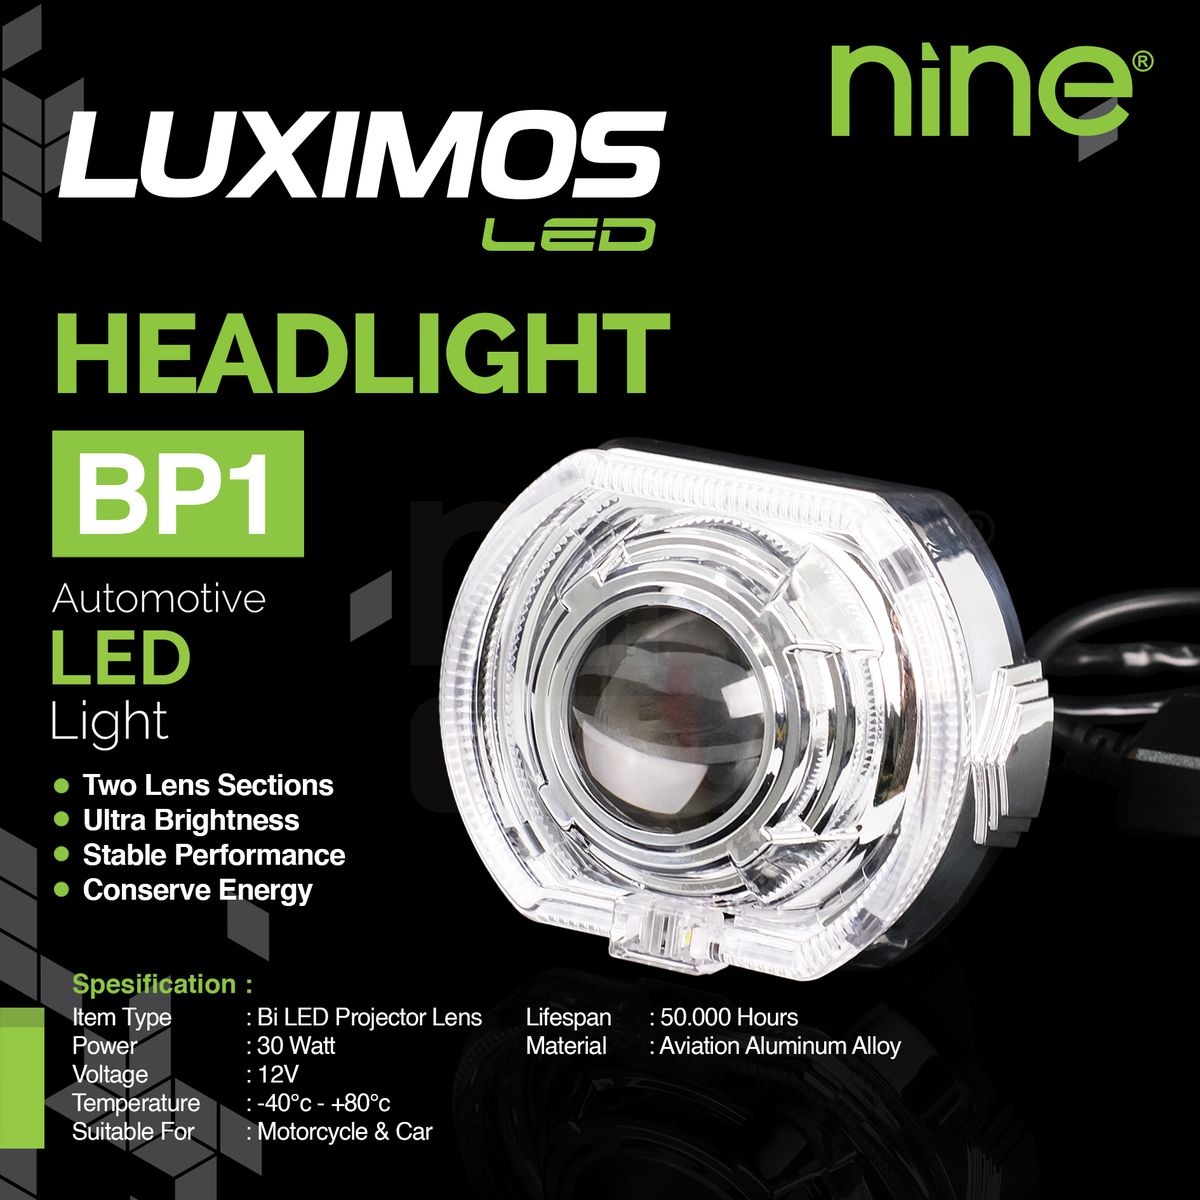 nine®
LUXIMOS
LED
HEADLIGHT
BP1
Automotive
LED
Light
Two Lens Sections
Ultra Brightness
Stable Performance
Conserve Energy
Spesification :
Item Type : Bi LED Projector Lens
Power : 30 Watt
Voltage : 12V
Temperature : -40°c - +80°c
Suitable For : Motorcycle & Car
Lifespan : 50.000 Hours
Material : Aviation Aluminum Alloy